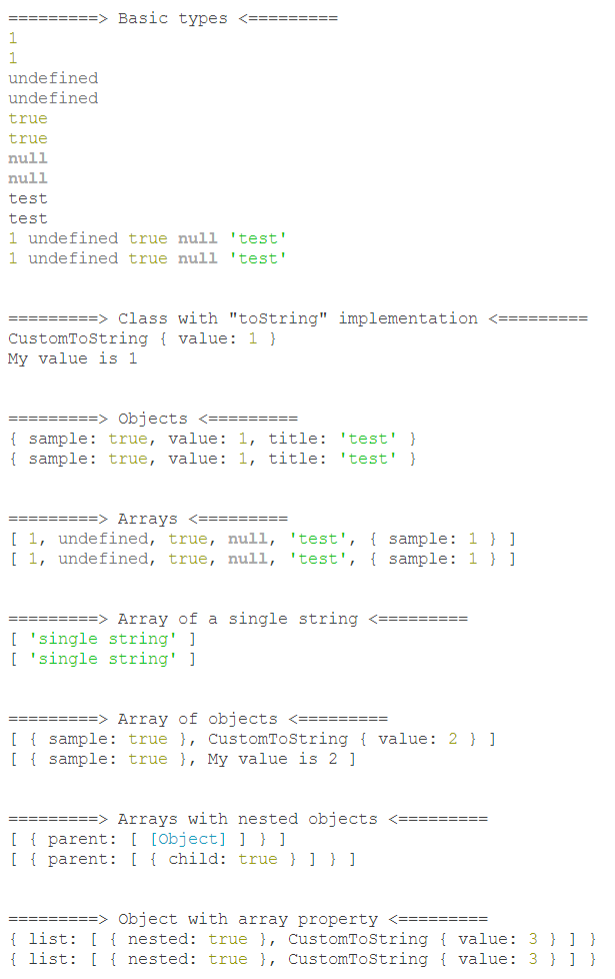 =========> Basic types <=========
1
1
undefined
undefined
true
true
null
null
test
test
1 undefined true null 'test'
1 undefined true null 'test'
=========> Class with "toString" implementation <=========
CustomToString { value: 1 }
My value is 1
=========> Objects <=========
{ sample: true, value: 1, title: 'test' }
{ sample: true, value: 1, title: 'test' }
=========> Arrays <=========
[ 1, undefined, true, null, 'test', { sample: 1 } ]
[ 1, undefined, true, null, 'test', { sample: 1 } ]
=========> Array of a single string <=========
[ 'single string' ]
[ 'single string' ]
=========> Array of objects <=========
[ { sample: true }, CustomToString { value: 2 } ]
[ { sample: true }, My value is 2 ]
=========> Arrays with nested objects <=========
[ { parent: [ [Object] ] } ]
[ { parent: [ { child: true } ] } ]
=========> Object with array property <=========
{ list: [ { nested: true }, CustomToString { value: 3 } ] }
{ list: [ { nested: true }, CustomToString { value: 3 } ] }